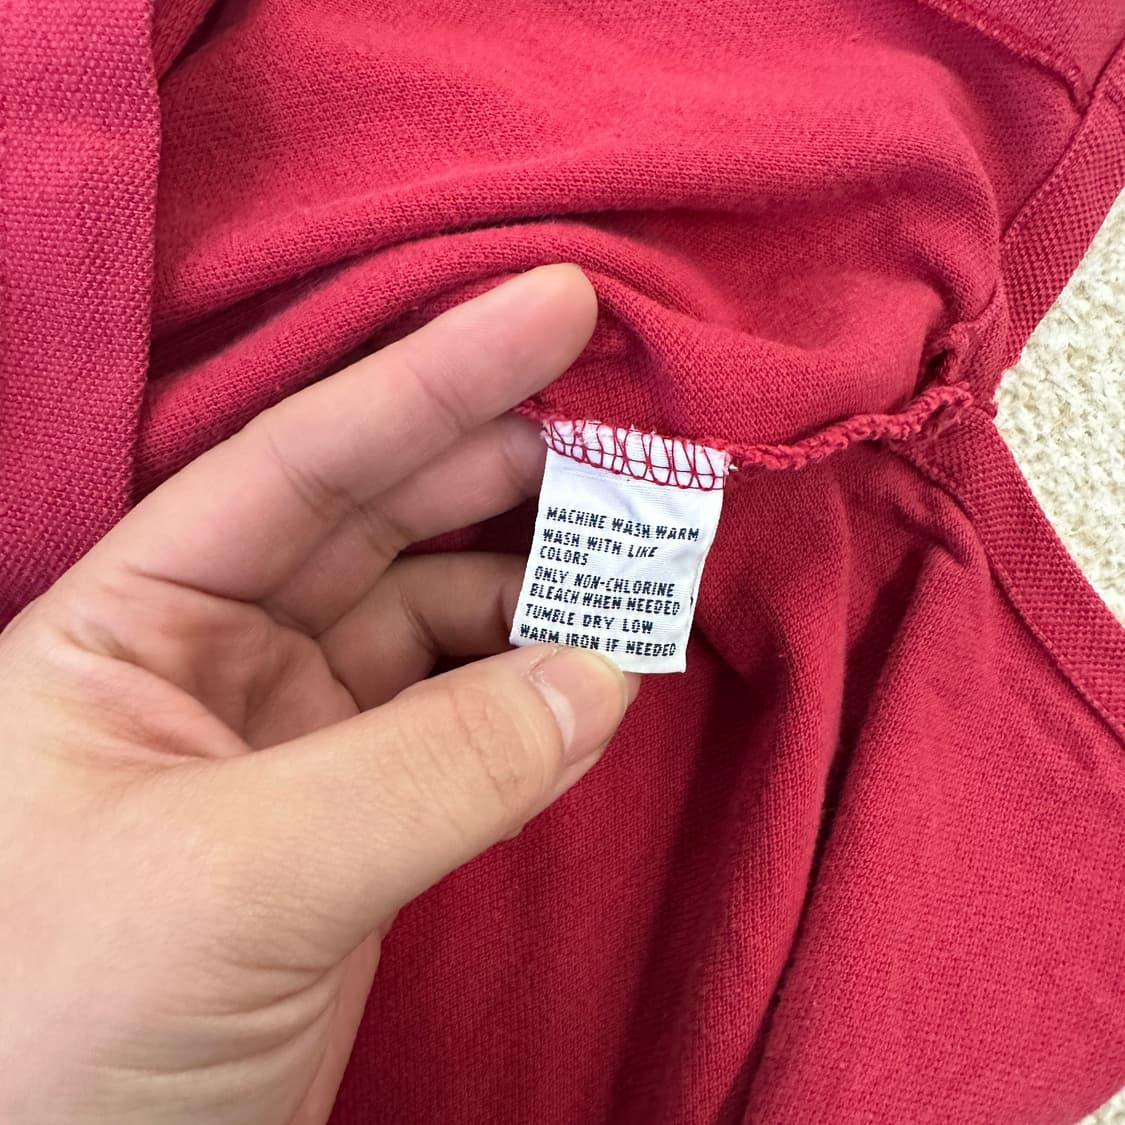 MACHINE WASH WARM
WASH WITH LIKE
COLORS
ONLY NON-CHLORINE
BLEACH WHEN NEEDED
TUMBLE DRY LOW
WARM IRON IF NEEDED